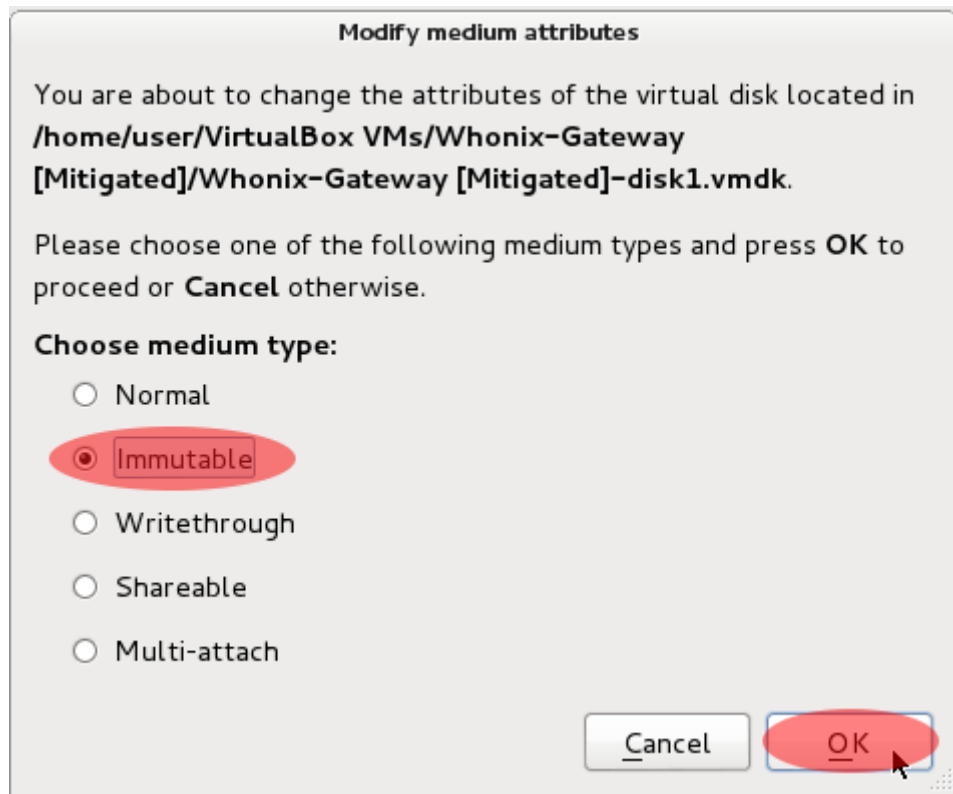 Modify medium attributes
You are about to change the attributes of the virtual disk located in
/home/user/VirtualBox VMs/Whonix-Gateway
[Mitigated]/Whonix-Gateway [Mitigated]-disk1.vmdk.
Please choose one of the following medium types and press OK to
proceed or Cancel otherwise.
Choose medium type:
Normal
Immutable
Writethrough
Shareable
Multi-attach
Cancel OK